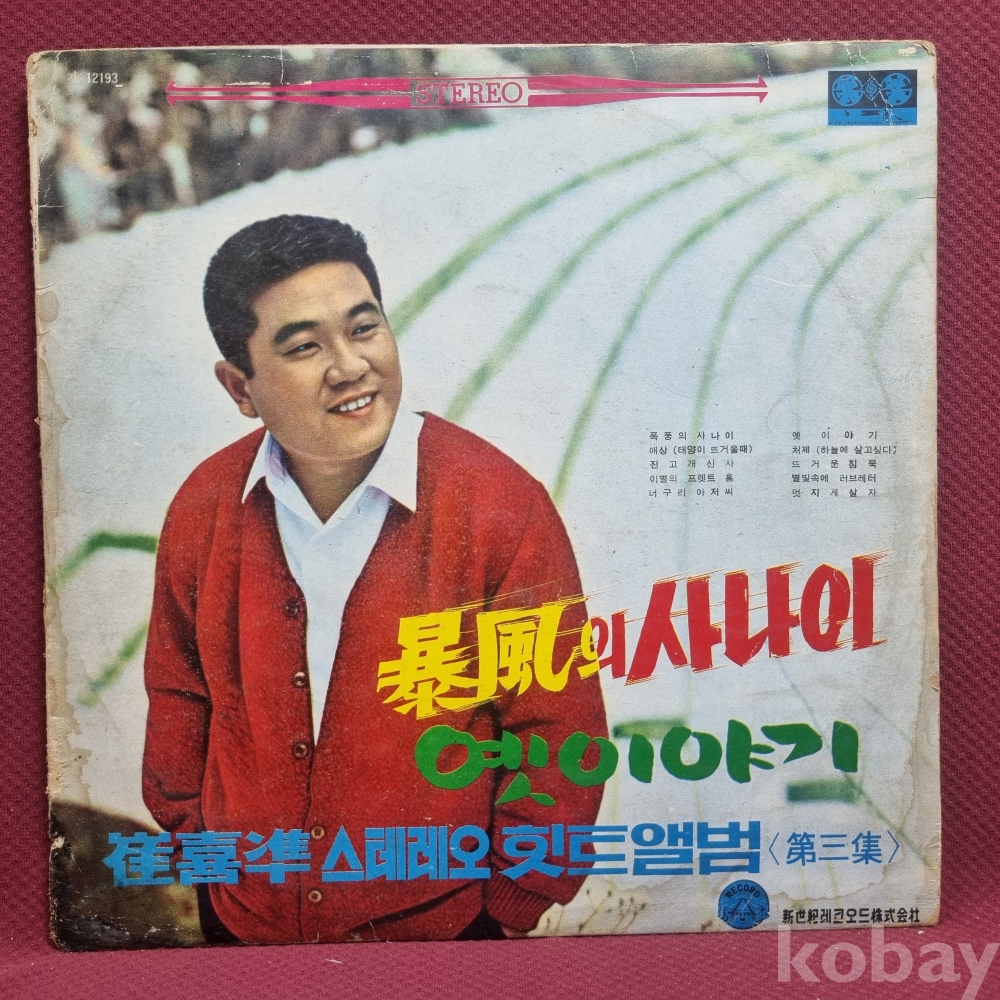 12193
STEREO
폭풍의사나이 옛이야기
애상 (태양이 뜨거울때) 처제 (하늘에 살고싶다)
진고개신사 뜨거운침묵
이별의 프랫트 홈 별빛속에 러브레터
너구리아저씨 멋지게살자
暴風의사나이
옛이야기
崔喜準 스테레오 힛트앨범 〈第三集〉
RECORD
新世紀레코오드株式会社
kobay